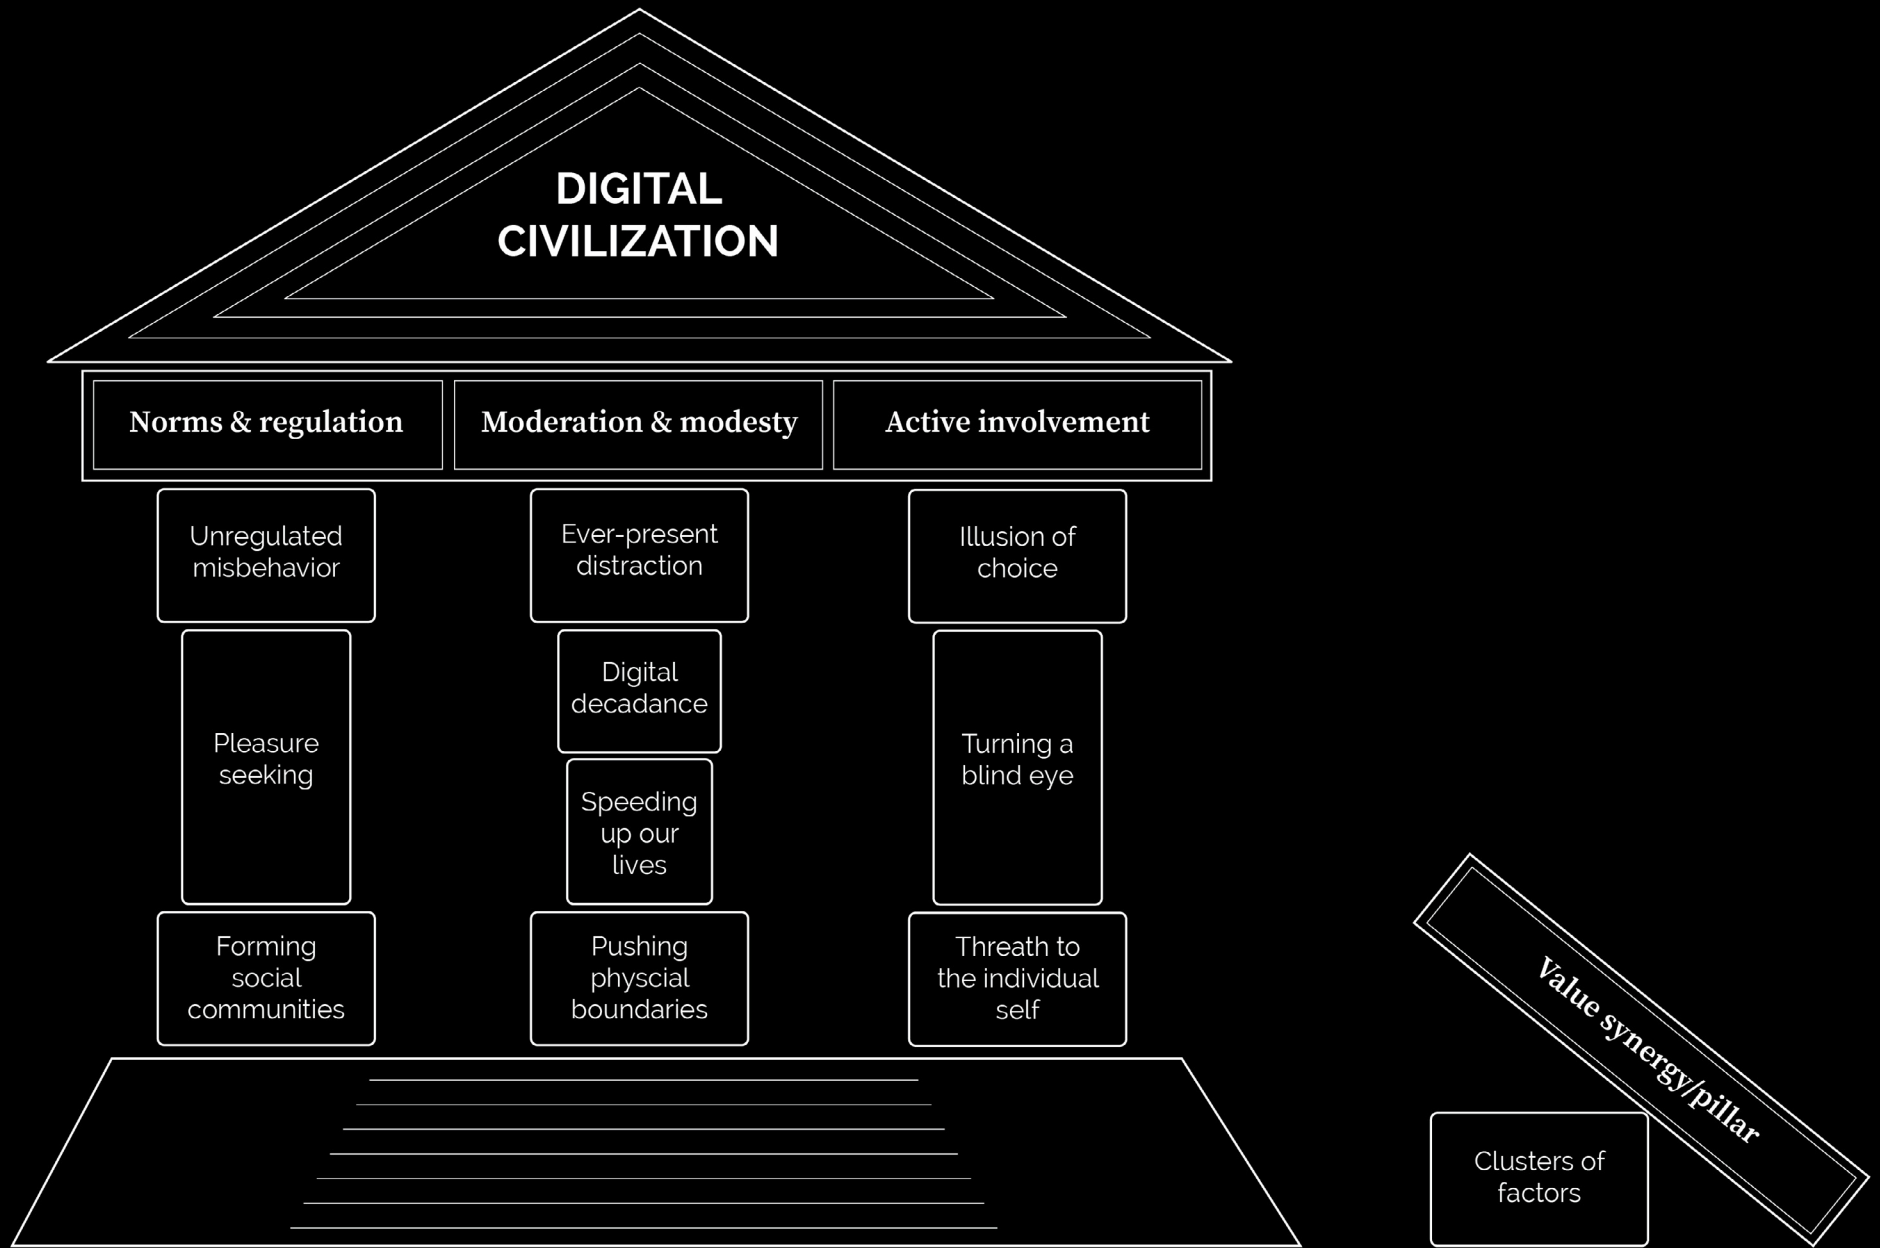 DIGITAL
CIVILIZATION
Norms & regulation
Moderation & modesty
Active involvement
Unregulated
misbehavior
Ever-present
distraction
Illusion of
choice
Pleasure
seeking
Digital
decadance
Speeding
up our
lives
Turning a
blind eye
Forming
social
communities
Pushing
physcial
boundaries
Threath to
the individual
self
Value synergy/pillar
Clusters of
factors